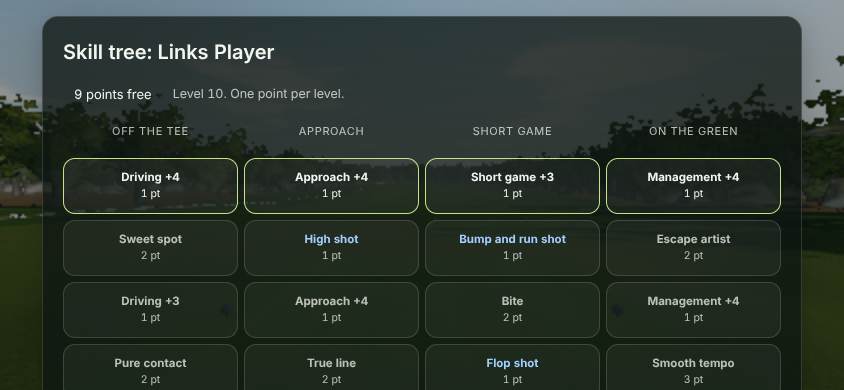 Skill tree: Links Player
9 points free Level 10. One point per level.
OFF THE TEE APPROACH SHORT GAME ON THE GREEN
Driving +4 Approach +4 Short game +3 Management +4
1 pt 1 pt 1 pt 1 pt
Sweet spot High shot Bump and run shot Escape artist
2 pt 1 pt 1 pt 2 pt
Driving +3 Approach +4 Bite Management +4
1 pt 1 pt 2 pt 1 pt
Pure contact True line Flop shot Smooth tempo
2 pt 2 pt 1 pt 3 pt